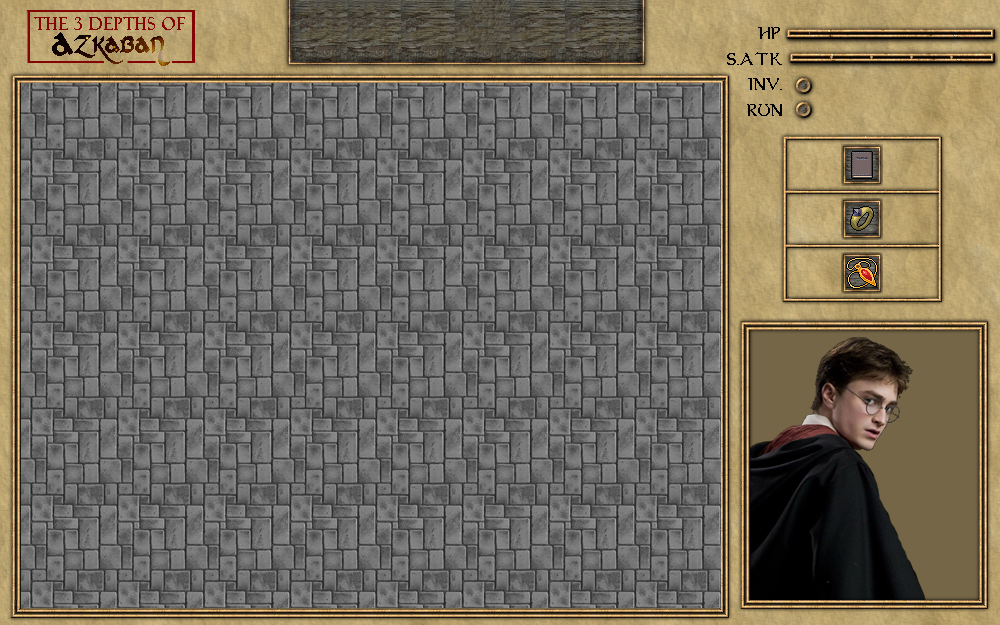 THE 3 DEPTHS OF
AZKABAN
HP
S.ATK
INV.
RUN